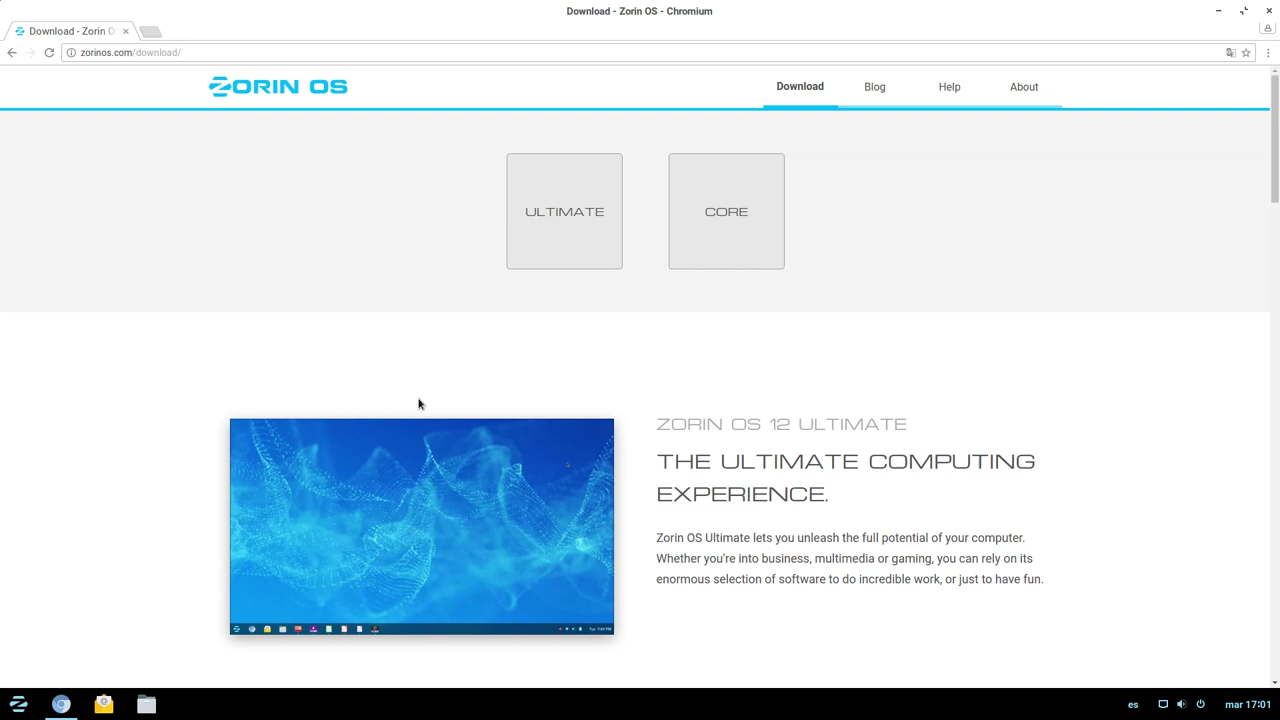 Download - Zorin OS - Chromium
Download - Zorin O
zorinos.com/download/
ZORIN OS
Download
Blog
Help
About
ULTIMATE
CORE
ZORIN OS 12 ULTIMATE
THE ULTIMATE COMPUTING
EXPERIENCE.
Zorin OS Ultimate lets you unleash the full potential of your computer.
Whether you're into business, multimedia or gaming, you can rely on its
enormous selection of software to do incredible work, or just to have fun.
es
mar 17:01